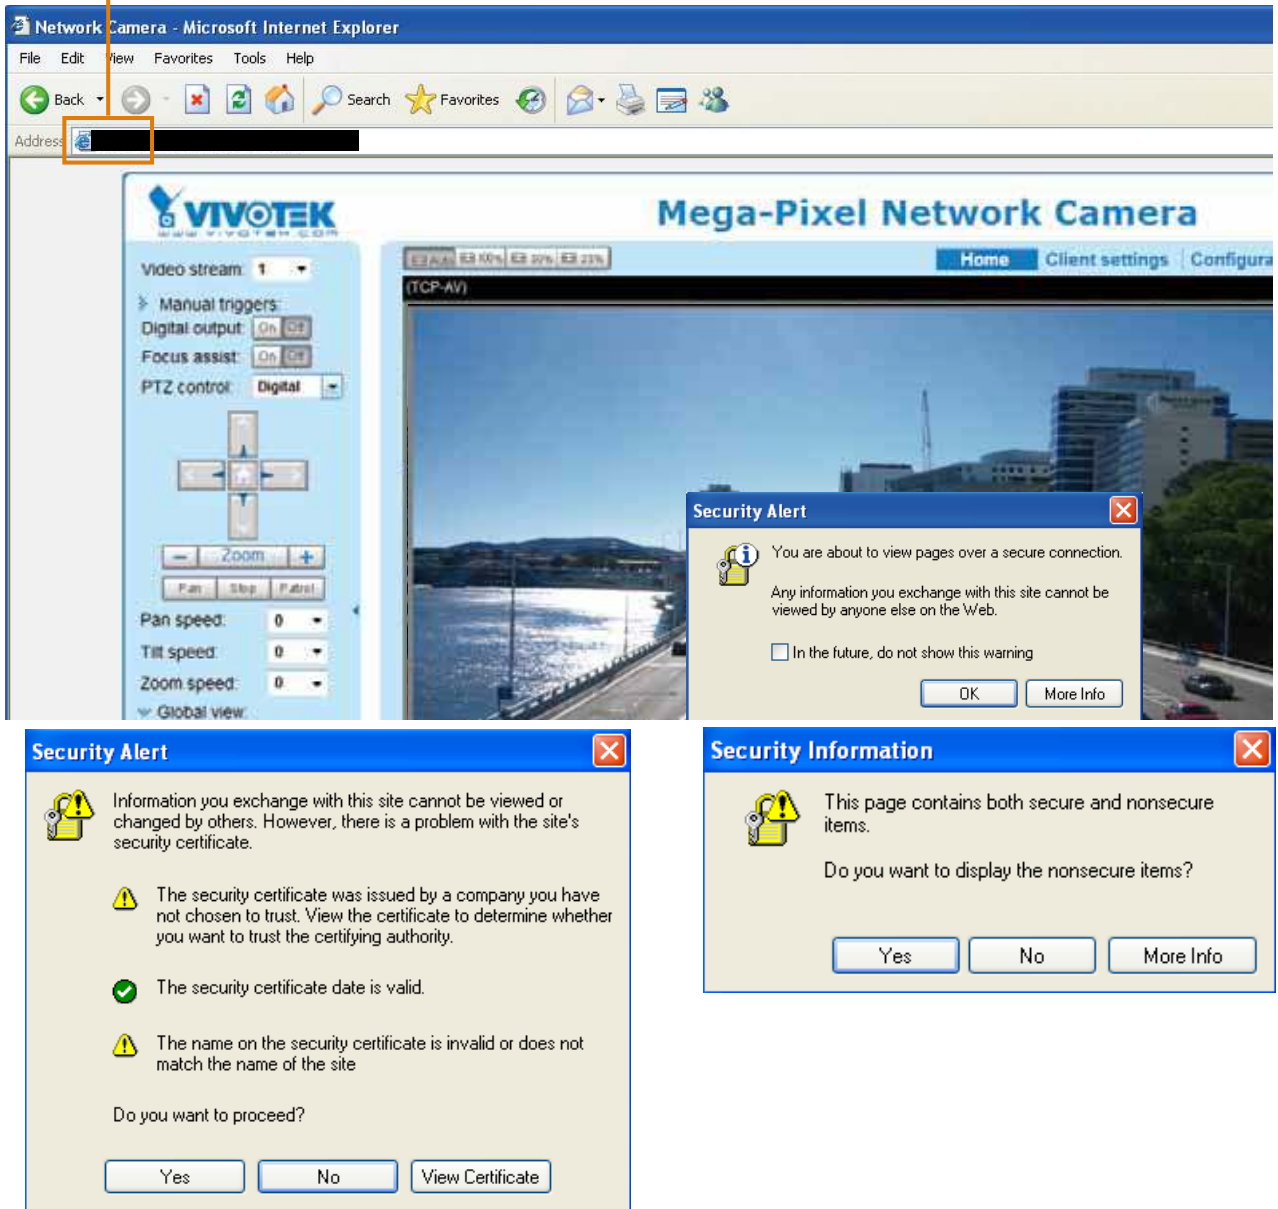 Network Camera - Microsoft Internet Explorer
File Edit View Favorites Tools Help
Back Search Favorites
Address
VIVOTEK
WWW.VIVOTEK.COM
Mega-Pixel Network Camera
Video stream: 1
Auto 100% 50% 25%
Home Client settings Configura
(TCP-AV)
Manual triggers:
Digital output: On Off
Focus assist: On Off
PTZ control: Digital
Zoom
Pan Stop Patrol
Pan speed: 0
Tilt speed: 0
Zoom speed: 0
Global view:
Security Alert
You are about to view pages over a secure connection.
Any information you exchange with this site cannot be
viewed by anyone else on the Web.
In the future, do not show this warning
OK More Info
Security Alert
Information you exchange with this site cannot be viewed or
changed by others. However, there is a problem with the site's
security certificate.
The security certificate was issued by a company you have
not chosen to trust. View the certificate to determine whether
you want to trust the certifying authority.
The security certificate date is valid.
The name on the security certificate is invalid or does not
match the name of the site
Do you want to proceed?
Yes No View Certificate
Security Information
This page contains both secure and nonsecure
items.
Do you want to display the nonsecure items?
Yes No More Info